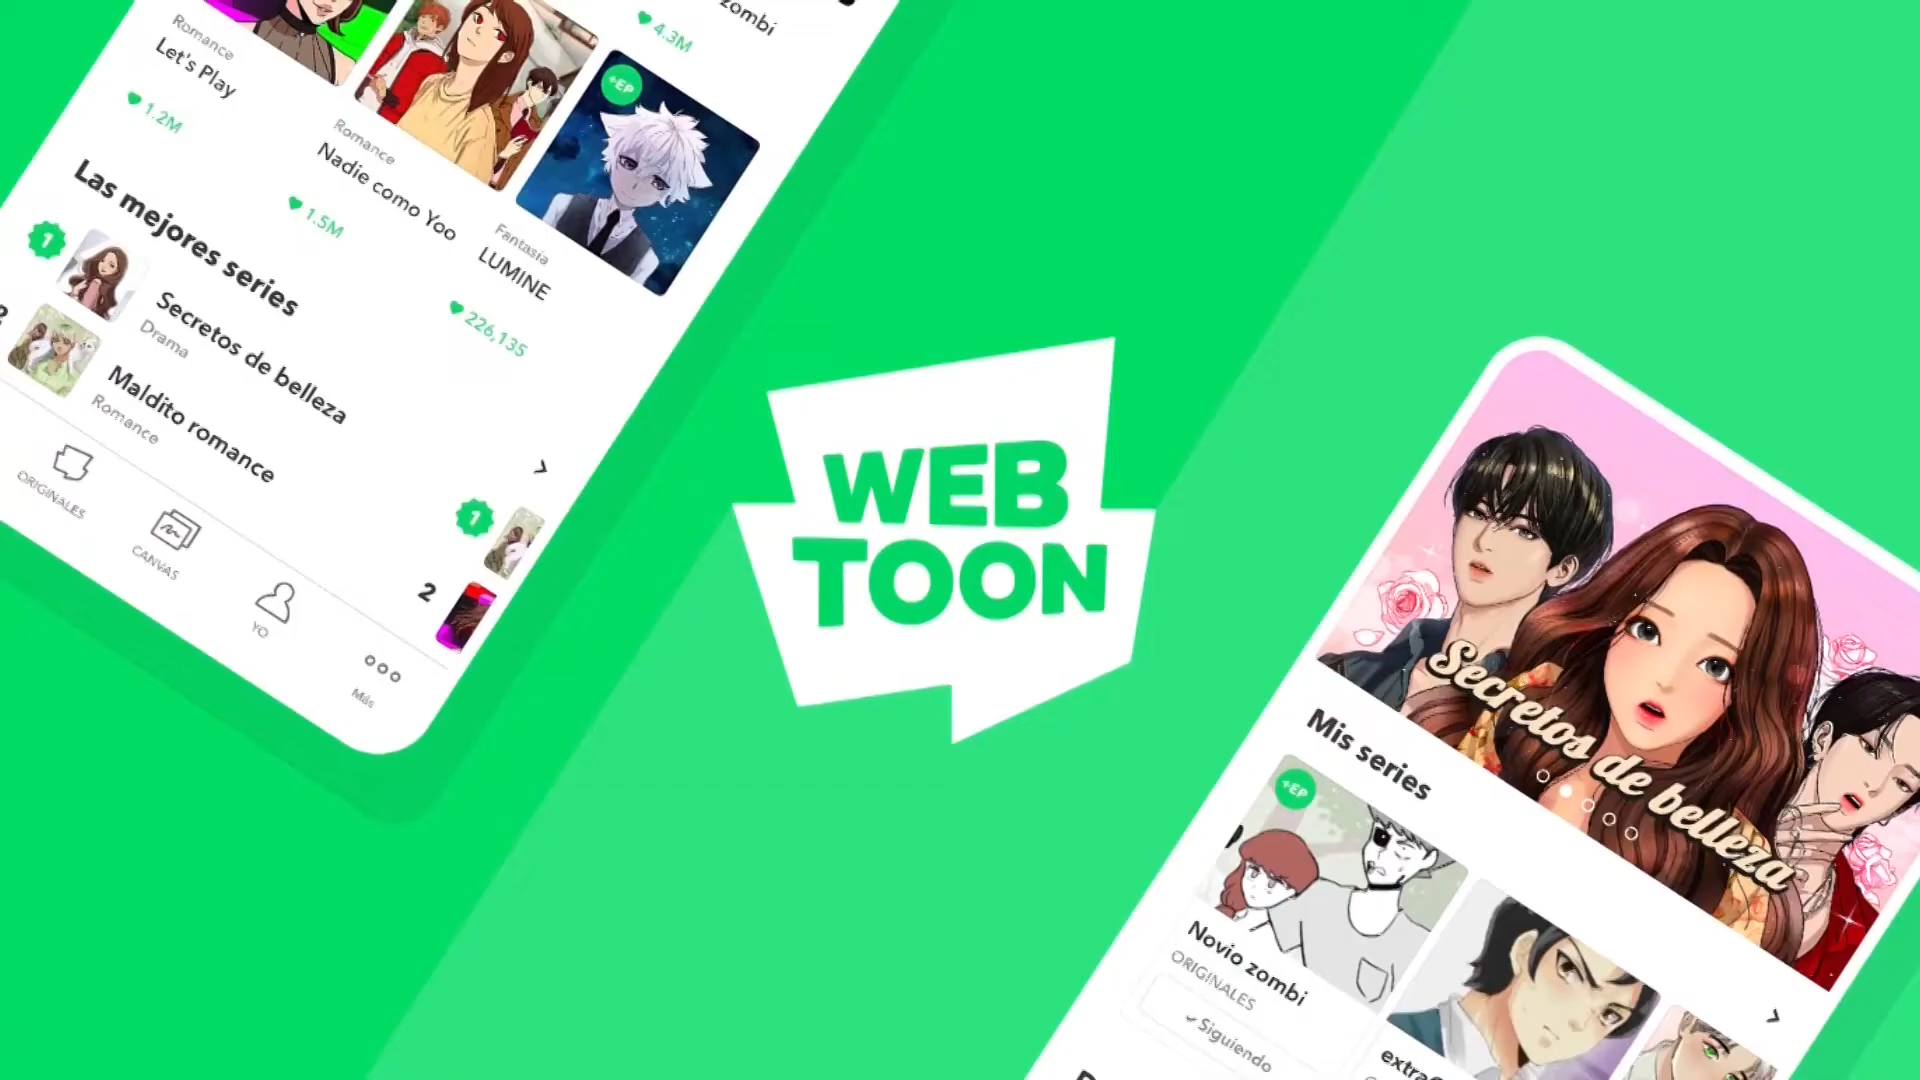 zombi
4.3M
Romance
Let's Play
1.2M
Romance
Nadie como Yoo
1.5M
+EP
Fantasía
LUMINE
226,135
Las mejores series
1
Secretos de belleza
Drama
Maldito romance
Romance
1
2
ORIGINALES
CANVAS
YO
Más
WEB
TOON
Secretos de belleza
Mis series
+EP
Novio zombi
ORIGINALES
Siguiendo